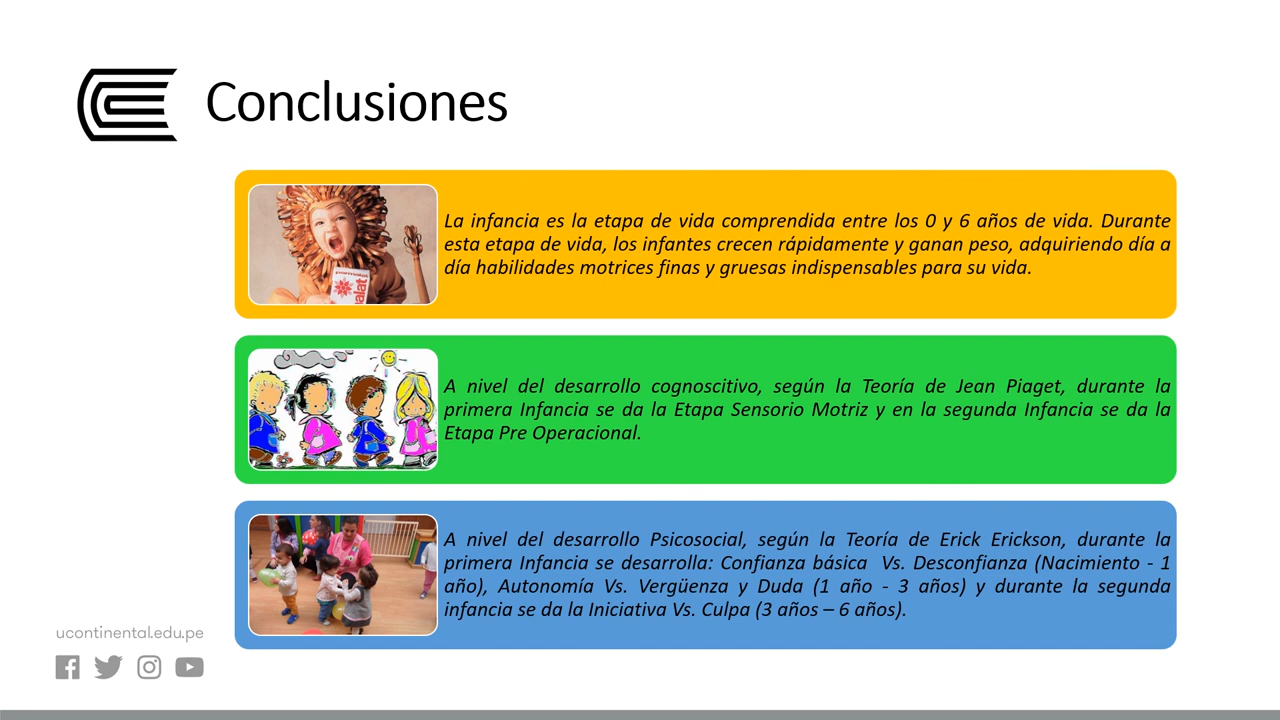 Conclusiones
La infancia es la etapa de vida comprendida entre los 0 y 6 años de vida. Durante
esta etapa de vida, los infantes crecen rápidamente y ganan peso, adquiriendo día a
día habilidades motrices finas y gruesas indispensables para su vida.
parmalat
alat
A nivel del desarrollo cognoscitivo, según la Teoría de Jean Piaget, durante la
primera Infancia se da la Etapa Sensorio Motriz y en la segunda Infancia se da la
Etapa Pre Operacional.
A nivel del desarrollo Psicosocial, según la Teoría de Erick Erickson, durante la
primera Infancia se desarrolla: Confianza básica  Vs. Desconfianza (Nacimiento - 1
año), Autonomía Vs. Vergüenza y Duda (1 año - 3 años) y durante la segunda
infancia se da la Iniciativa Vs. Culpa (3 años – 6 años).
ucontinental.edu.pe